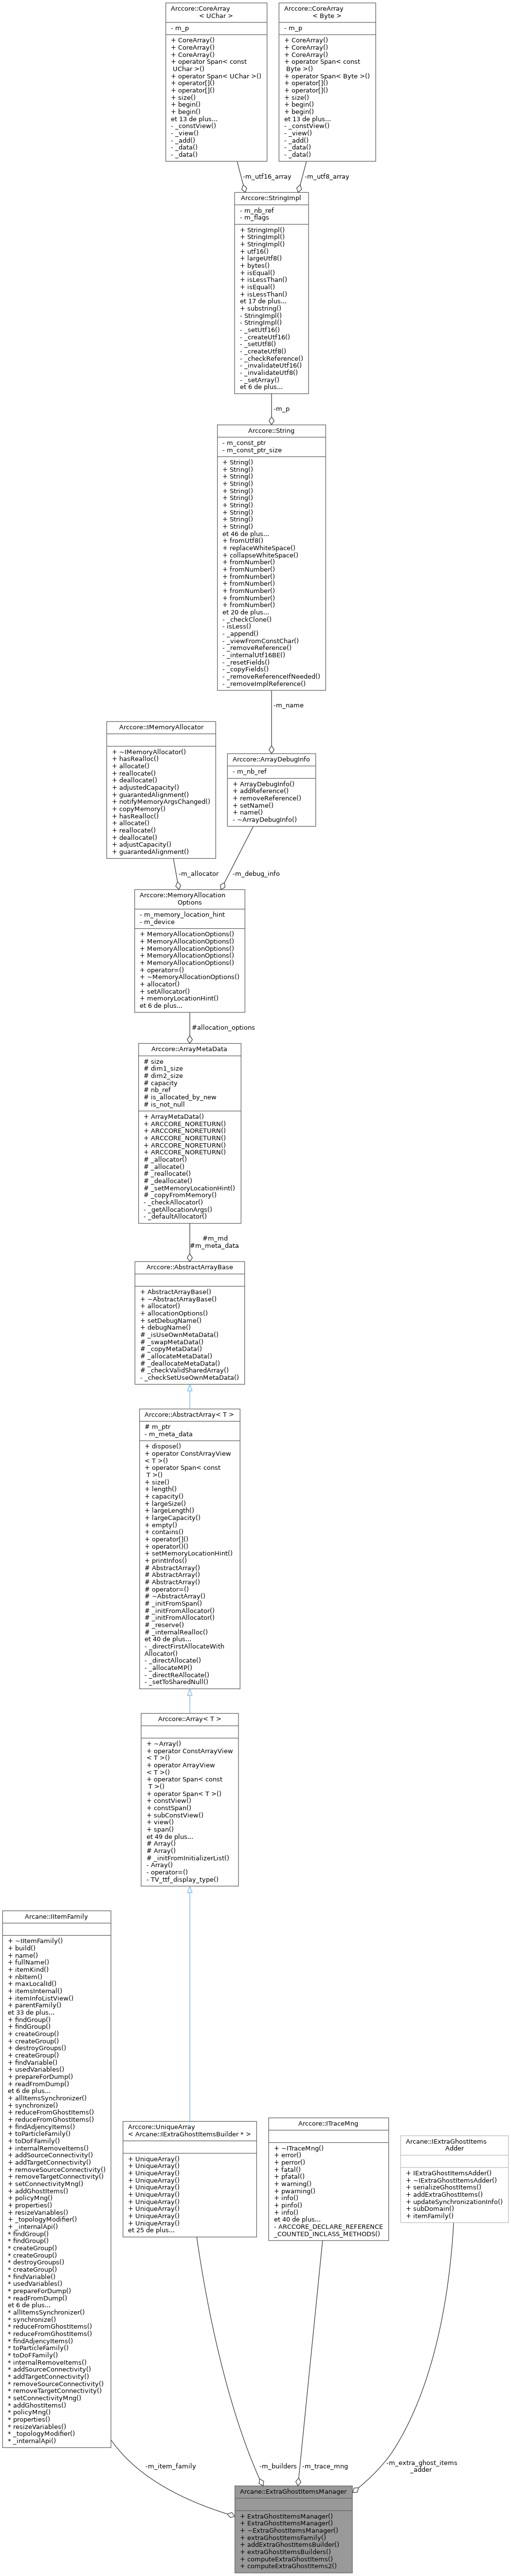 Arccore::CoreArray
< UChar >
- m_p
+ CoreArray()
+ CoreArray()
+ CoreArray()
+ operator Span< const
UChar >()
+ operator Span< UChar >()
+ operator[]()
+ operator[]()
+ size()
+ begin()
+ begin()
et 13 de plus...
- _constView()
- _view()
- _add()
- _data()
- _data()
Arccore::CoreArray
< Byte >
- m_p
+ CoreArray()
+ CoreArray()
+ CoreArray()
+ operator Span< const
Byte >()
+ operator Span< Byte >()
+ operator[]()
+ operator[]()
+ size()
+ begin()
+ begin()
et 13 de plus...
- _constView()
- _view()
- _add()
- _data()
- _data()
-m_utf16_array
-m_utf8_array
Arccore::StringImpl
- m_nb_ref
- m_flags
+ StringImpl()
+ StringImpl()
+ StringImpl()
+ utf16()
+ largeUtf8()
+ bytes()
+ isEqual()
+ isLessThan()
+ isEqual()
+ isLessThan()
et 17 de plus...
+ substring()
- StringImpl()
- StringImpl()
- _setUtf16()
- _createUtf16()
- _setUtf8()
- _createUtf8()
- _checkReference()
- _invalidateUtf16()
- _invalidateUtf8()
- _setArray()
et 6 de plus...
-m_p
Arccore::String
- m_const_ptr
- m_const_ptr_size
+ String()
+ String()
+ String()
+ String()
+ String()
+ String()
+ String()
+ String()
+ String()
+ String()
et 46 de plus...
+ fromUtf8()
+ replaceWhiteSpace()
+ collapseWhiteSpace()
+ fromNumber()
+ fromNumber()
+ fromNumber()
+ fromNumber()
+ fromNumber()
+ fromNumber()
+ fromNumber()
et 20 de plus...
- _checkClone()
- isLess()
- _append()
- _viewFromConstChar()
- _removeReference()
- _internalUtf16BE()
- _resetFields()
- _copyFields()
- _removeReferenceIfNeeded()
- _removeImplReference()
-m_name
Arccore::IMemoryAllocator
+ ~IMemoryAllocator()
+ hasRealloc()
+ allocate()
+ reallocate()
+ deallocate()
+ adjustedCapacity()
+ guarantedAlignment()
+ notifyMemoryArgsChanged()
+ copyMemory()
+ hasRealloc()
+ allocate()
+ reallocate()
+ deallocate()
+ adjustCapacity()
+ guarantedAlignment()
Arccore::ArrayDebugInfo
- m_nb_ref
+ ArrayDebugInfo()
+ addReference()
+ removeReference()
+ setName()
+ name()
- ~ArrayDebugInfo()
-m_allocator
-m_debug_info
Arccore::MemoryAllocation
Options
- m_memory_location_hint
- m_device
+ MemoryAllocationOptions()
+ MemoryAllocationOptions()
+ MemoryAllocationOptions()
+ MemoryAllocationOptions()
+ MemoryAllocationOptions()
+ operator=()
+ ~MemoryAllocationOptions()
+ allocator()
+ setAllocator()
+ memoryLocationHint()
et 6 de plus...
#allocation_options
Arccore::ArrayMetaData
# size
# dim1_size
# dim2_size
# capacity
# nb_ref
# is_allocated_by_new
# is_not_null
+ ArrayMetaData()
+ ARCCORE_NORETURN()
+ ARCCORE_NORETURN()
+ ARCCORE_NORETURN()
+ ARCCORE_NORETURN()
+ ARCCORE_NORETURN()
# _allocator()
# _allocate()
# _reallocate()
# _deallocate()
# _setMemoryLocationHint()
# _copyFromMemory()
- _checkAllocator()
- _getAllocationArgs()
- _defaultAllocator()
#m_md
#m_meta_data
Arccore::AbstractArrayBase
+ AbstractArrayBase()
+ ~AbstractArrayBase()
+ allocator()
+ allocationOptions()
+ setDebugName()
+ debugName()
# _isUseOwnMetaData()
# _swapMetaData()
# _copyMetaData()
# _allocateMetaData()
# _deallocateMetaData()
# _checkValidSharedArray()
- _checkSetUseOwnMetaData()
Arccore::AbstractArray< T >
# m_ptr
- m_meta_data
+ dispose()
+ operator ConstArrayView
< T >()
+ operator Span< const
T >()
+ size()
+ length()
+ capacity()
+ largeSize()
+ largeLength()
+ largeCapacity()
+ empty()
+ contains()
+ operator[]()
+ operator()()
+ setMemoryLocationHint()
+ printInfos()
# AbstractArray()
# AbstractArray()
# AbstractArray()
# operator=()
# ~AbstractArray()
# _initFromSpan()
# _initFromAllocator()
# _initFromAllocator()
# _reserve()
# _internalRealloc()
et 40 de plus...
- _directFirstAllocateWith
Allocator()
- _directAllocate()
- _allocateMP()
- _directReAllocate()
- _setToSharedNull()
Arccore::Array< T >
+ ~Array()
+ operator ConstArrayView
< T >()
+ operator ArrayView
< T >()
+ operator Span< const
T >()
+ operator Span< T >()
+ constView()
+ constSpan()
+ subConstView()
+ view()
+ span()
et 49 de plus...
# Array()
# Array()
# _initFromInitializerList()
- Array()
- operator=()
- TV_ttf_display_type()
Arcane::IItemFamily
+ ~IItemFamily()
+ build()
+ name()
+ fullName()
+ itemKind()
+ nbItem()
+ maxLocalId()
+ itemsInternal()
+ itemInfoListView()
+ parentFamily()
et 33 de plus...
+ findGroup()
+ findGroup()
+ createGroup()
+ createGroup()
+ destroyGroups()
+ createGroup()
+ findVariable()
+ usedVariables()
+ prepareForDump()
+ readFromDump()
et 6 de plus...
+ allItemsSynchronizer()
+ synchronize()
+ reduceFromGhostItems()
+ reduceFromGhostItems()
+ findAdjencyItems()
+ toParticleFamily()
+ toDoFFamily()
+ internalRemoveItems()
+ addSourceConnectivity()
+ addTargetConnectivity()
+ removeSourceConnectivity()
+ removeTargetConnectivity()
+ setConnectivityMng()
+ addGhostItems()
+ policyMng()
+ properties()
+ resizeVariables()
+ _topologyModifier()
+ _internalApi()
* findGroup()
* findGroup()
* createGroup()
* createGroup()
* destroyGroups()
* createGroup()
* findVariable()
* usedVariables()
* prepareForDump()
* readFromDump()
et 6 de plus...
* allItemsSynchronizer()
* synchronize()
* reduceFromGhostItems()
* reduceFromGhostItems()
* findAdjencyItems()
* toParticleFamily()
* toDoFFamily()
* internalRemoveItems()
* addSourceConnectivity()
* addTargetConnectivity()
* removeSourceConnectivity()
* removeTargetConnectivity()
* setConnectivityMng()
* addGhostItems()
* policyMng()
* properties()
* resizeVariables()
* _topologyModifier()
* _internalApi()
Arccore::UniqueArray
< Arcane::IExtraGhostItemsBuilder * >
+ UniqueArray()
+ UniqueArray()
+ UniqueArray()
+ UniqueArray()
+ UniqueArray()
+ UniqueArray()
+ UniqueArray()
+ UniqueArray()
+ UniqueArray()
+ UniqueArray()
et 25 de plus...
Arccore::ITraceMng
+ ~ITraceMng()
+ error()
+ perror()
+ fatal()
+ pfatal()
+ warning()
+ pwarning()
+ info()
+ pinfo()
+ info()
et 40 de plus...
- ARCCORE_DECLARE_REFERENCE
_COUNTED_INCLASS_METHODS()
Arcane::IExtraGhostItems
Adder
+ IExtraGhostItemsAdder()
+ ~IExtraGhostItemsAdder()
+ serializeGhostItems()
+ addExtraGhostItems()
+ updateSynchronizationInfo()
+ subDomain()
+ itemFamily()
-m_item_family
-m_builders
-m_trace_mng
-m_extra_ghost_items
_adder
Arcane::ExtraGhostItemsManager
+ ExtraGhostItemsManager()
+ ExtraGhostItemsManager()
+ ~ExtraGhostItemsManager()
+ extraGhostItemsFamily()
+ addExtraGhostItemsBuilder()
+ extraGhostItemsBuilders()
+ computeExtraGhostItems()
+ computeExtraGhostItems2()